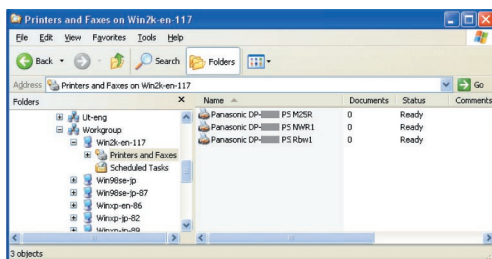 Printers and Faxes on Win2k-en-117
File Edit View Favorites Tools Help
Back Search Folders
Address Printers and Faxes on Win2k-en-117 Go
Folders × Name Documents Status Comments
Ut-eng
Workgroup
Win2k-en-117
Printers and Faxes
Scheduled Tasks
Win98se-jp
Win98se-jp-87
Winxp-en-86
Winxp-jp-82
Winxp-jp-89
Panasonic DP- PS M25R 0 Ready
Panasonic DP- PS NWR1 0 Ready
Panasonic DP- PS Rbw1 0 Ready
3 objects